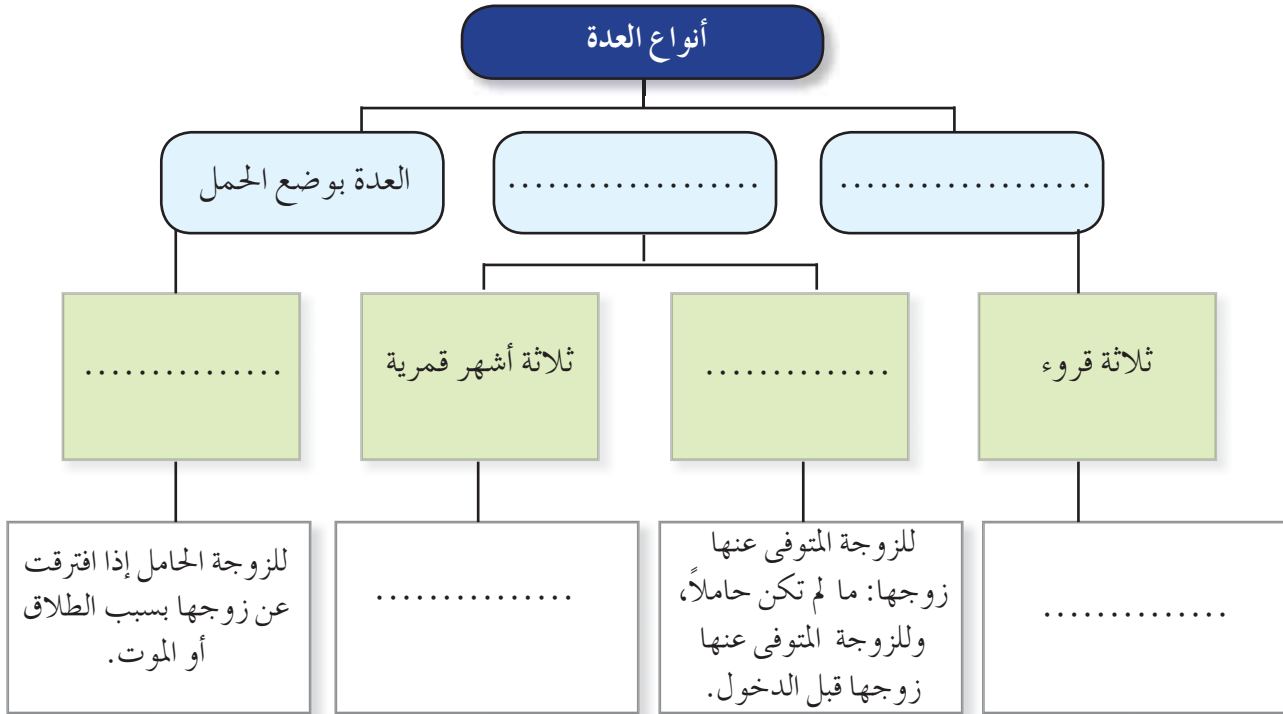 أنواع العدة
...................
...................
العدة بوضع الحمل
ثلاثة قروء
..............
ثلاثة أشهر قمرية
...............
..............
للزوجة المتوفى عنها
زوجها: ما لم تكن حاملاً،
وللزوجة المتوفى عنها
زوجها قبل الدخول.
...............
للزوجة الحامل إذا افترقت
عن زوجها بسبب الطلاق
أو الموت.